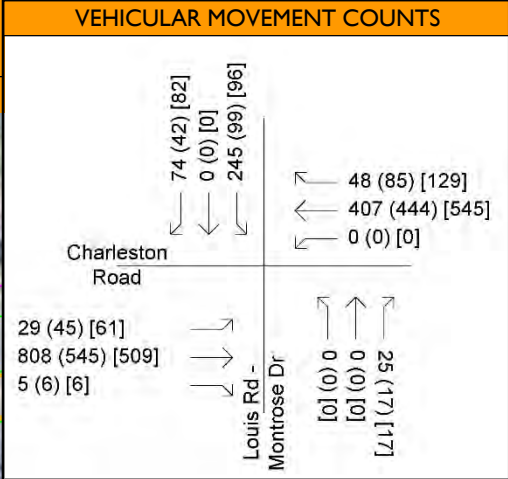 VEHICULAR MOVEMENT COUNTS
74 (42) [82]
0 (0) [0]
245 (99) [96]
48 (85) [129]
407 (444) [545]
0 (0) [0]
Charleston
Road
29 (45) [61]
808 (545) [509]
5 (6) [6]
Louis Rd -
Montrose Dr
0 (0) [0]
0 (0) [0]
25 (17) [17]